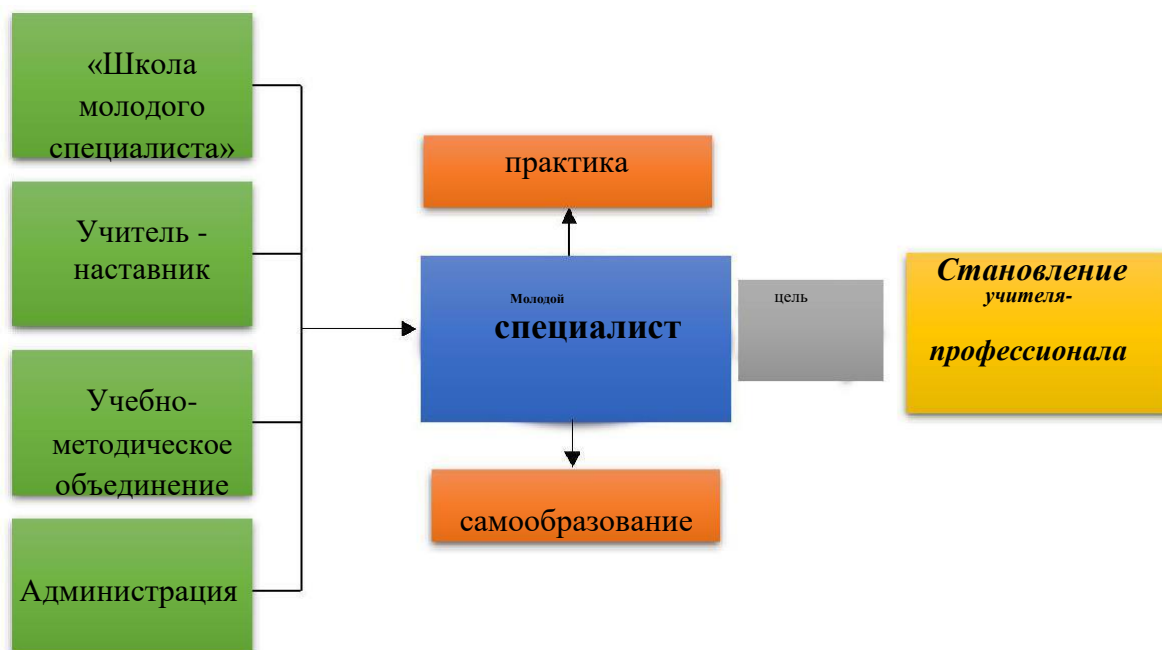 «Школа
молодого
специалиста»
Учитель -
наставник
Учебно-
методическое
объединение
Администрация
практика
Молодой
специалист
самообразование
цель
Становление
учителя-
профессионала